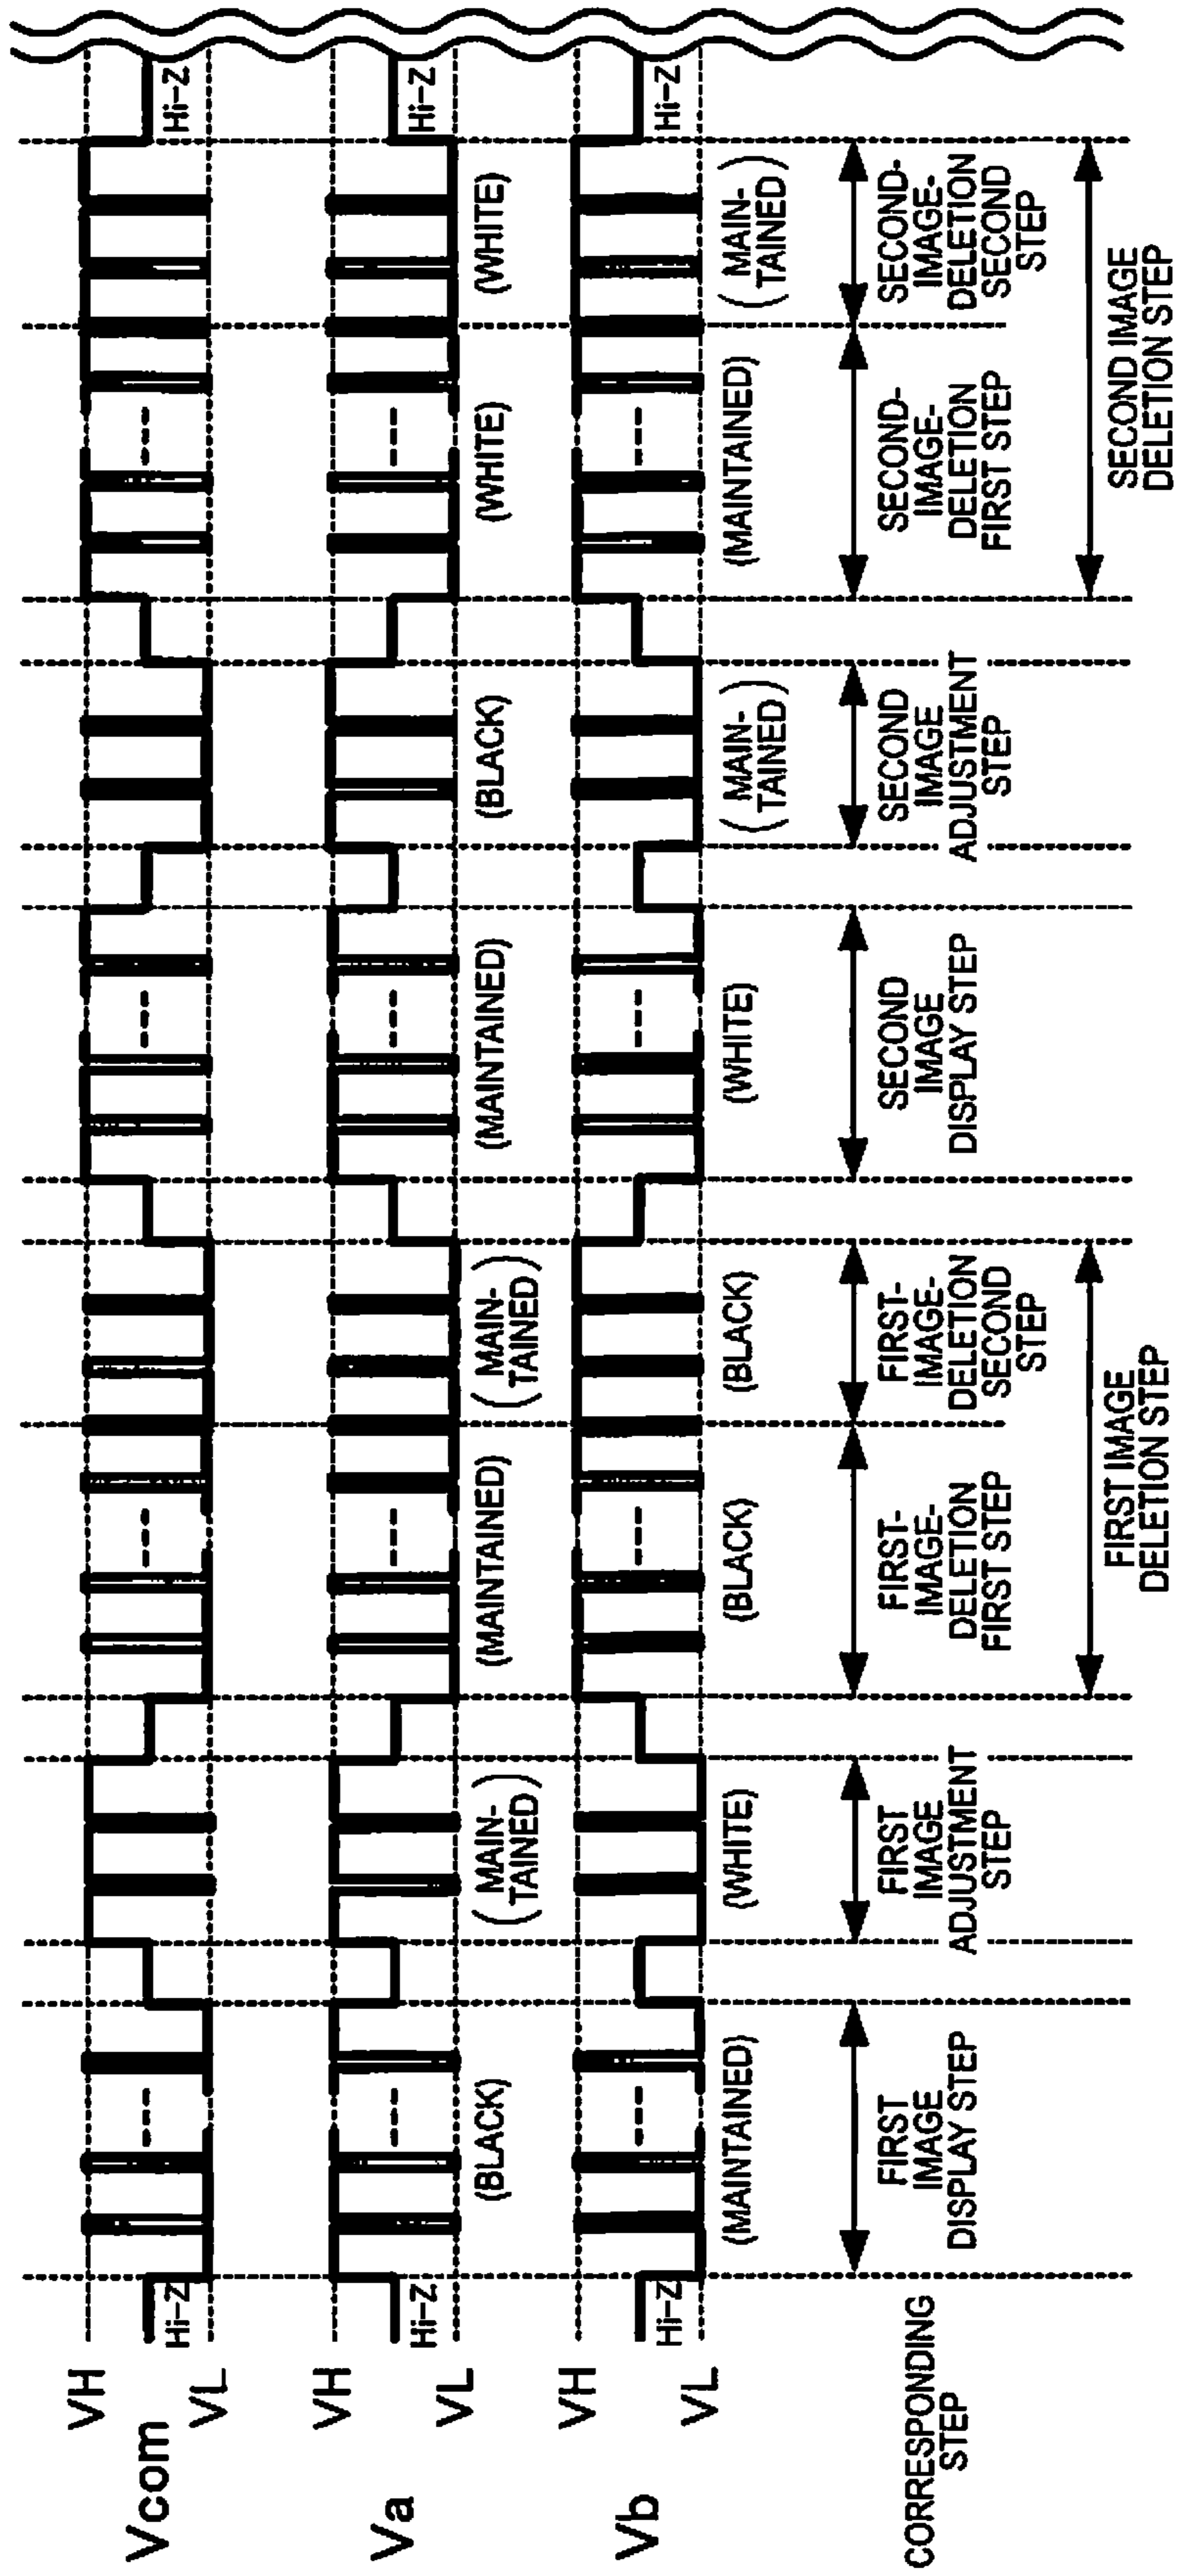 Vcom
VH
VL
Hi-Z
Hi-Z
Va
VH
VL
Hi-Z
(BLACK)
(MAIN-
TAINED)
(MAINTAINED)
(MAIN-
TAINED)
(MAINTAINED)
(BLACK)
(WHITE)
(WHITE)
Hi-Z
Vb
VH
VL
Hi-Z
(MAINTAINED)
(WHITE)
(BLACK)
(BLACK)
(WHITE)
(MAIN-
TAINED)
(MAINTAINED)
(MAIN-
TAINED)
Hi-Z
CORRESPONDING
STEP
FIRST
IMAGE
DISPLAY STEP
FIRST
IMAGE
ADJUSTMENT
STEP
FIRST-
IMAGE-
DELETION
FIRST STEP
FIRST-
IMAGE-
DELETION
SECOND
STEP
SECOND
IMAGE
DISPLAY STEP
SECOND
IMAGE
ADJUSTMENT
STEP
SECOND-
IMAGE-
DELETION
FIRST STEP
SECOND-
IMAGE-
DELETION
SECOND
STEP
FIRST IMAGE
DELETION STEP
SECOND IMAGE
DELETION STEP